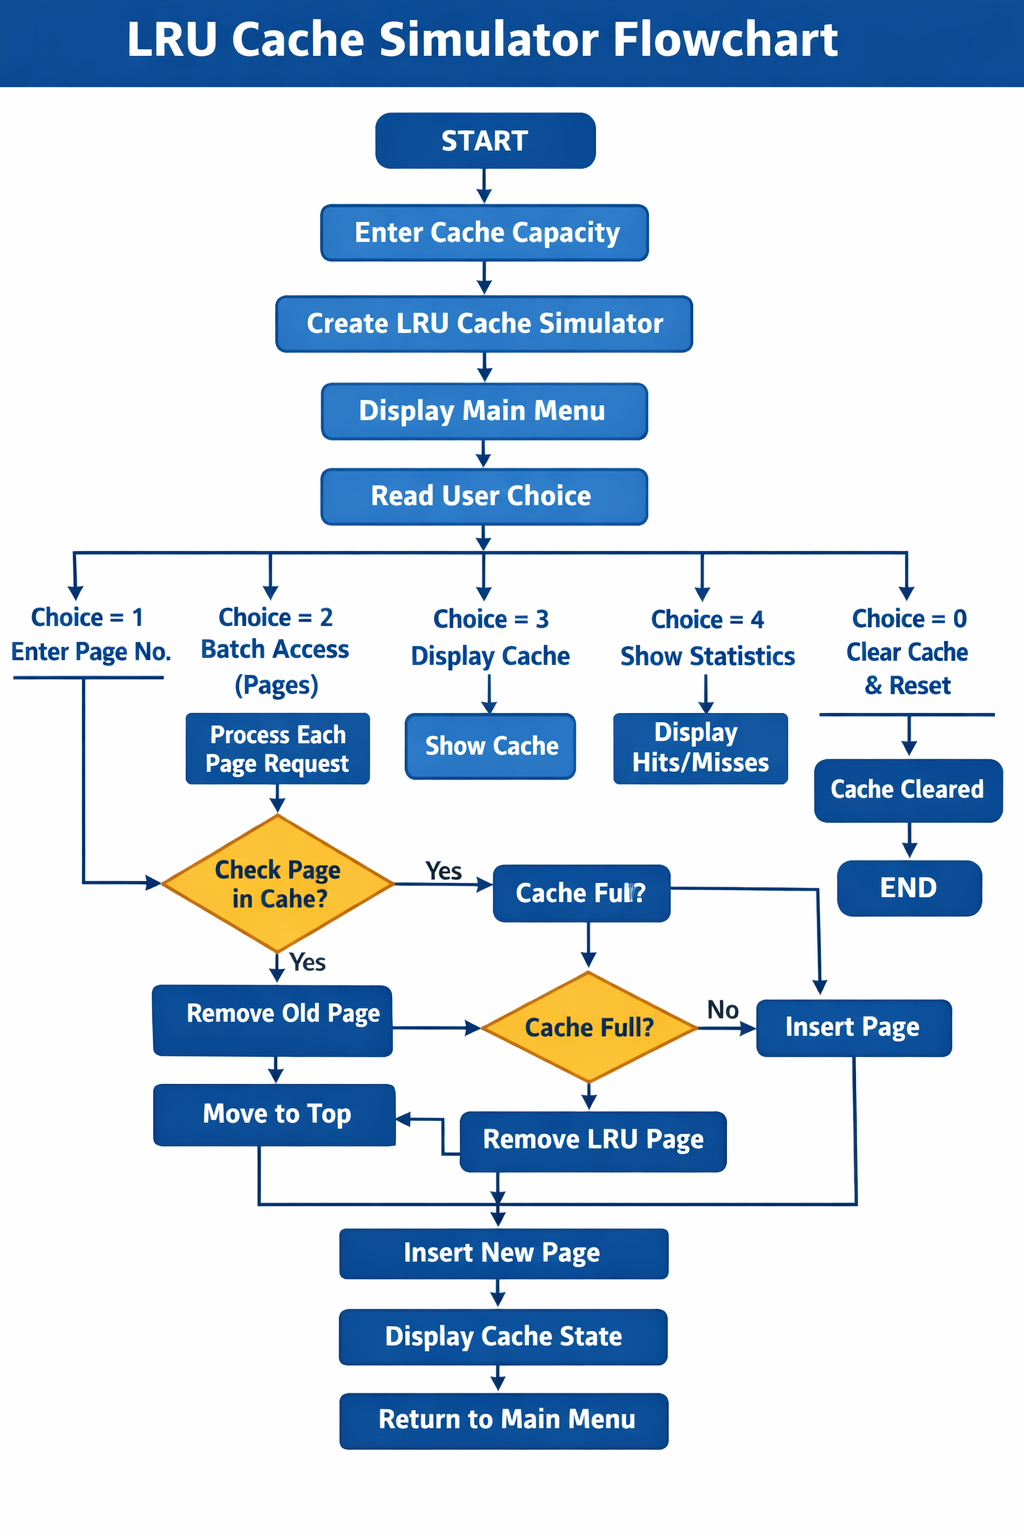 LRU Cache Simulator Flowchart
START
Enter Cache Capacity
Create LRU Cache Simulator
Display Main Menu
Read User Choice
Choice = 1
Enter Page No.
Choice = 2
Batch Access
(Pages)
Choice = 3
Display Cache
Choice = 4
Show Statistics
Choice = 0
Clear Cache
& Reset
Process Each
Page Request
Show Cache
Display
Hits/Misses
Cache Cleared
END
Check Page
in Cahe?
Yes
Cache Full?
Yes
Remove Old Page
Cache Full?
No
Insert Page
Move to Top
Remove LRU Page
Insert New Page
Display Cache State
Return to Main Menu